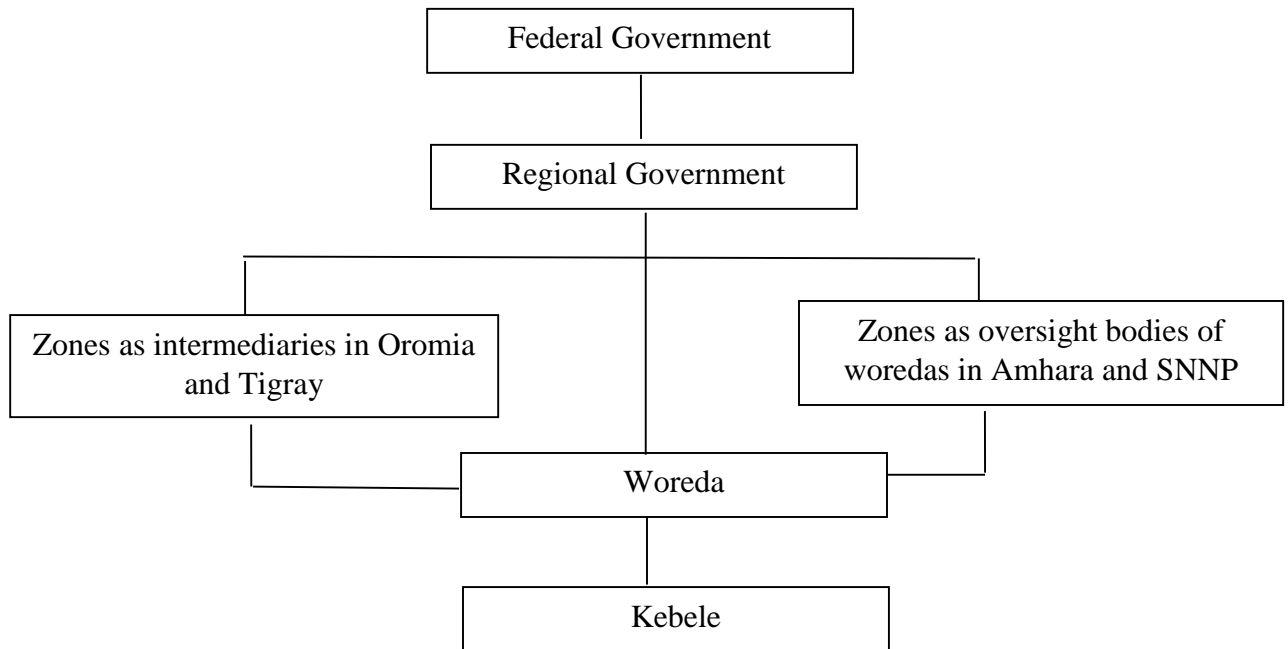 Federal Government
Regional Government
Zones as intermediaries in Oromia
and Tigray
Zones as oversight bodies of
woredas in Amhara and SNNP
Woreda
Kebele